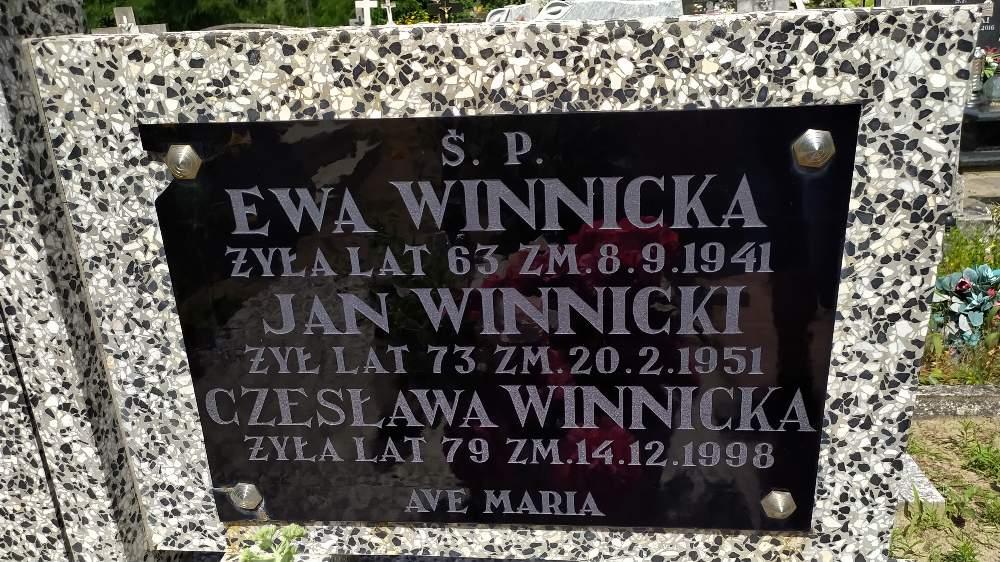 Ś. P.
EWA WINNICKA
ŻYŁA LAT 63 ZM. 8.9.1941
JAN WINNICKI
ŻYŁ LAT 73 ZM. 20.2.1951
CZESŁAWA WINNICKA
ŻYŁA LAT 79 ZM. 14.12.1998
AVE MARIA